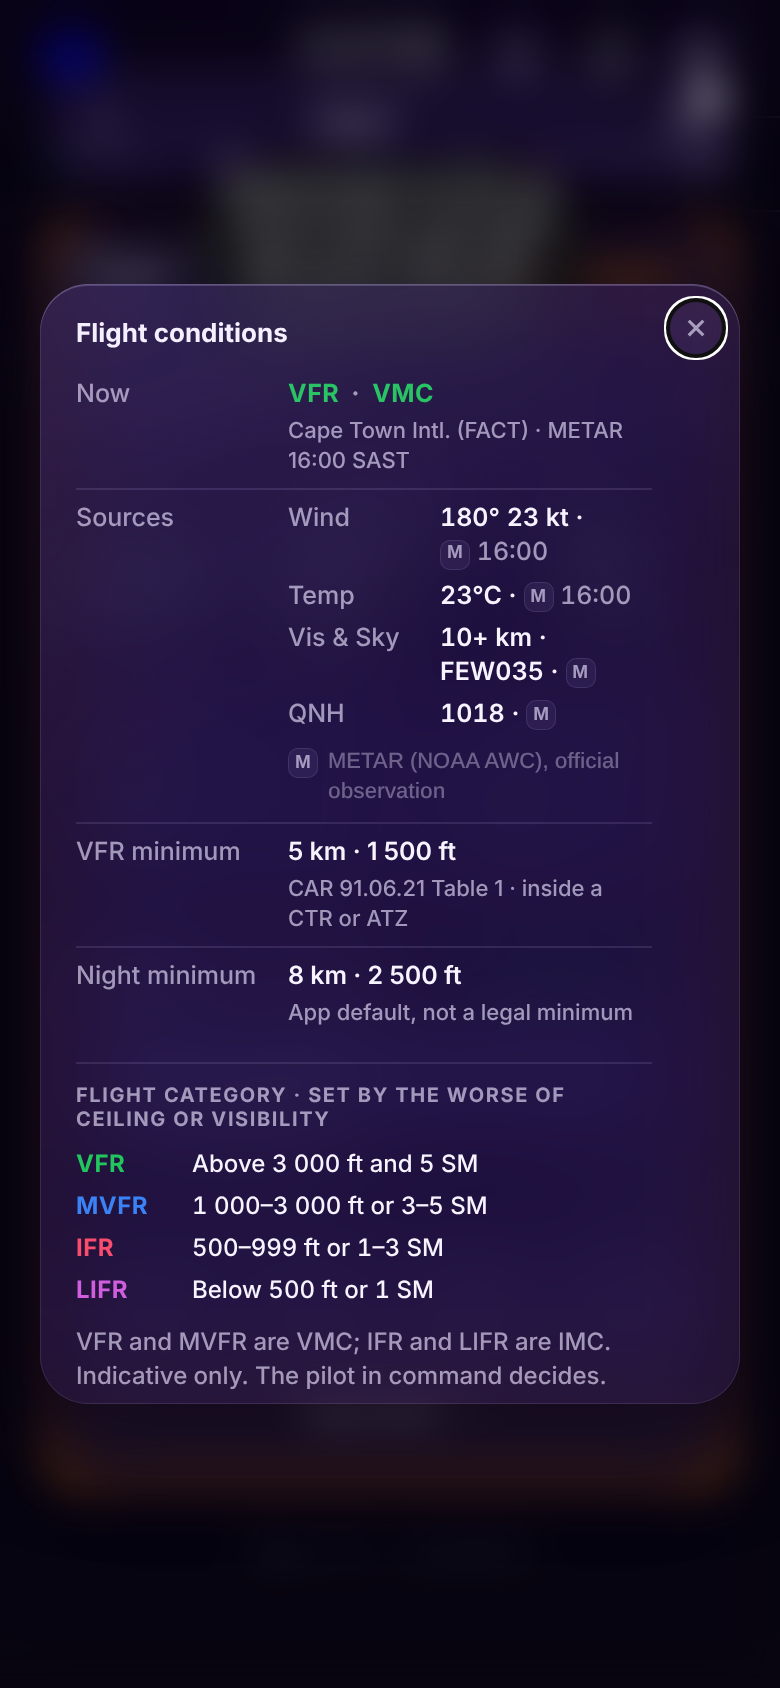 Flight conditions
Now
VFR · VMC
Cape Town Intl. (FACT) · METAR
16:00 SAST
Sources
Wind
180° 23 kt ·
M 16:00
Temp
23°C · M 16:00
Vis & Sky
10+ km ·
FEW035 · M
QNH
1018 · M
M METAR (NOAA AWC), official
observation
VFR minimum
5 km · 1 500 ft
CAR 91.06.21 Table 1 · inside a
CTR or ATZ
Night minimum
8 km · 2 500 ft
App default, not a legal minimum
FLIGHT CATEGORY · SET BY THE WORSE OF
CEILING OR VISIBILITY
VFR Above 3 000 ft and 5 SM
MVFR 1 000–3 000 ft or 3–5 SM
IFR 500–999 ft or 1–3 SM
LIFR Below 500 ft or 1 SM
VFR and MVFR are VMC; IFR and LIFR are IMC.
Indicative only. The pilot in command decides.